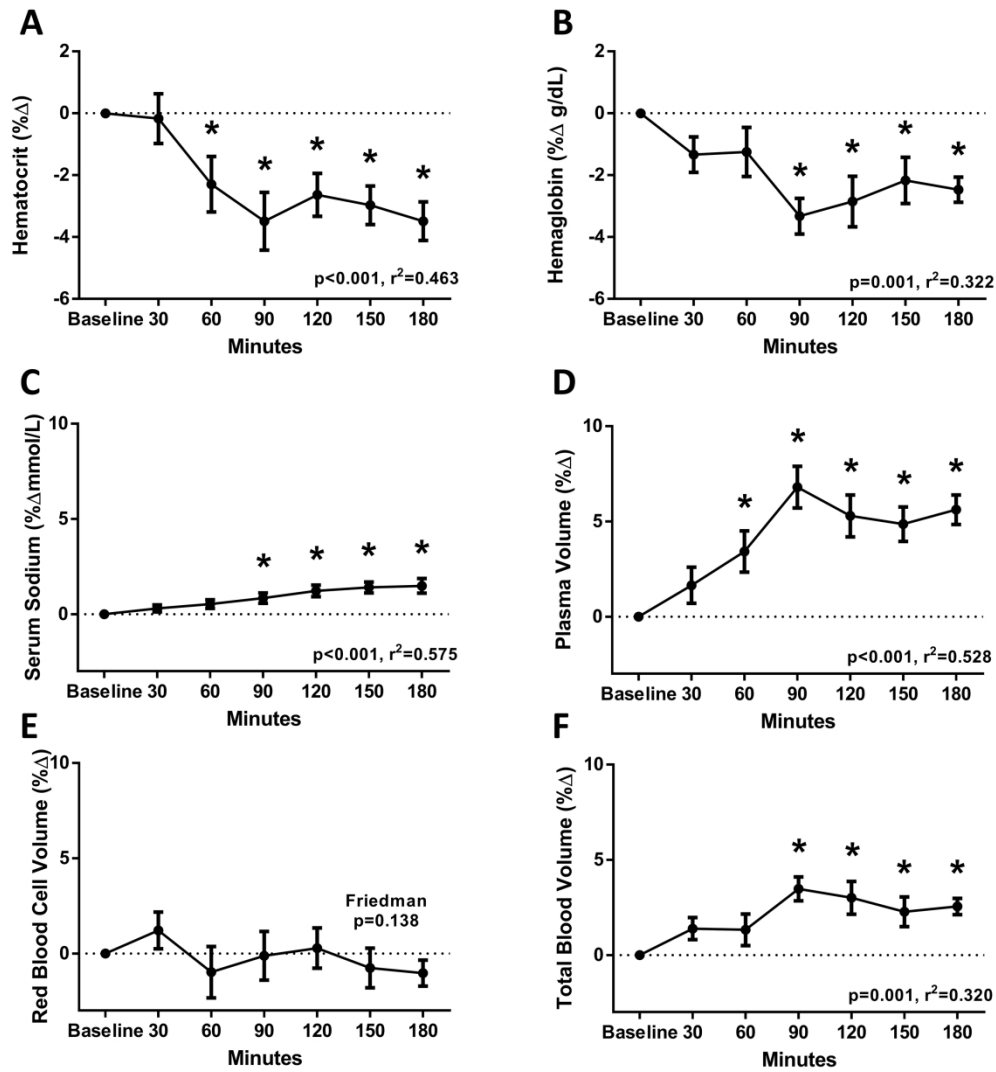 A
2
0
-2
-4
-6
Hematocrit (%Δ)
*
*
*
*
*
p<0.001, r²=0.463
Baseline 30 60 90 120 150 180
Minutes
B
2
0
-2
-4
-6
Hemaglobin (%Δ g/dL)
*
*
*
*
p=0.001, r²=0.322
Baseline 30 60 90 120 150 180
Minutes
C
10
5
0
Serum Sodium (%Δmmol/L)
*
*
*
*
p<0.001, r²=0.575
Baseline 30 60 90 120 150 180
Minutes
D
10
5
0
Plasma Volume (%Δ)
*
*
*
*
*
p<0.001, r²=0.528
Baseline 30 60 90 120 150 180
Minutes
E
10
5
0
Red Blood Cell Volume (%Δ)
Friedman
p=0.138
Baseline 30 60 90 120 150 180
Minutes
F
10
5
0
Total Blood Volume (%Δ)
*
*
*
*
p=0.001, r²=0.320
Baseline 30 60 90 120 150 180
Minutes